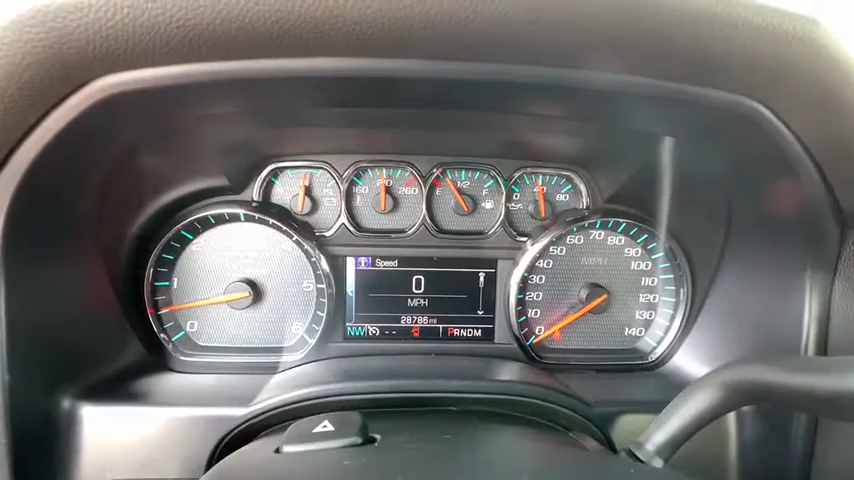 19
160 210 260
E 1/2 F
0 40 80
0 1 5 6
Speed
0
MPH
28786 mi
NW -- PRNDM
MPH
0 10 20 30 40 50 60 70 80 90 100 110 120 130 140